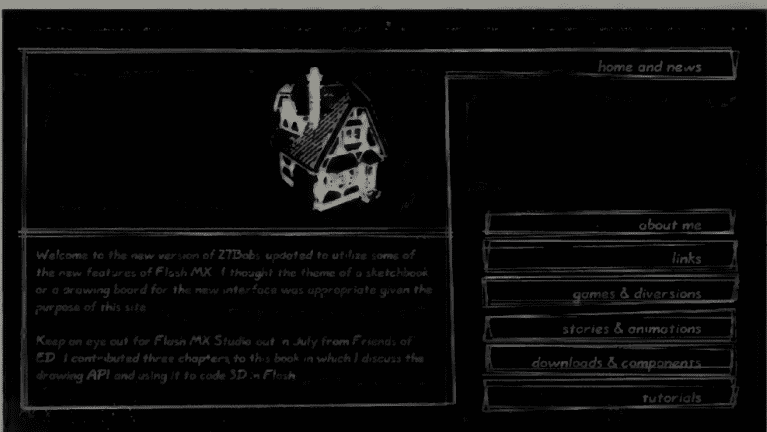 home and news
about me
links
games & diversions
stories & animations
downloads & components
tutorials
Welcome to the new version of 27Bobs updated to utilize some of
the new features of Flash MX. I thought the theme of a sketchbook
or a drawing board for the new interface was appropriate given the
purpose of this site
Keep an eye out for Flash MX Studio out in July from Friends of
ED. I contributed three chapters to this book in which I discuss the
drawing API and using it to code 3D in Flash